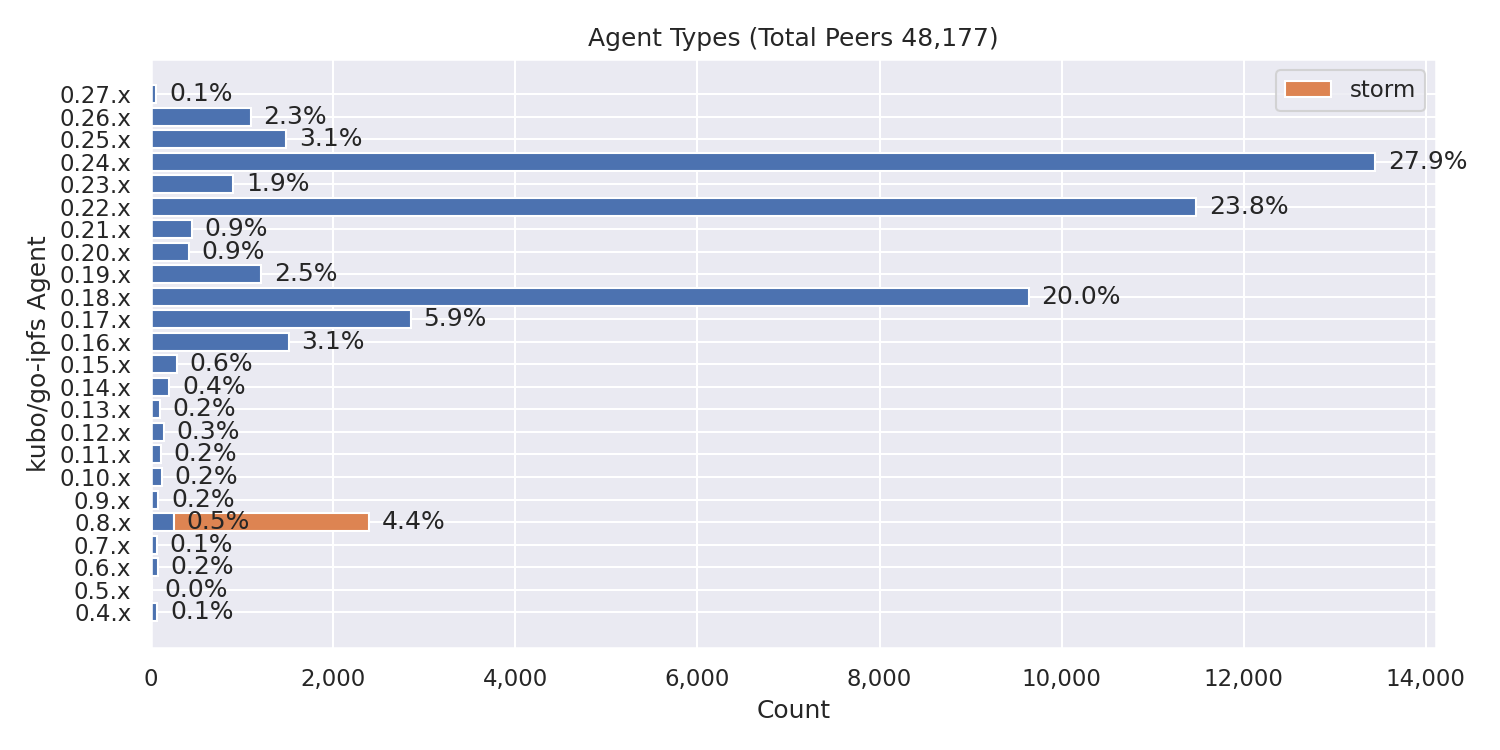 Agent Types (Total Peers 48,177)
storm
kubo/go-ipfs Agent
0.27.x 0.1%
0.26.x 2.3%
0.25.x 3.1%
0.24.x 27.9%
0.23.x 1.9%
0.22.x 23.8%
0.21.x 0.9%
0.20.x 0.9%
0.19.x 2.5%
0.18.x 20.0%
0.17.x 5.9%
0.16.x 3.1%
0.15.x 0.6%
0.14.x 0.4%
0.13.x 0.2%
0.12.x 0.3%
0.11.x 0.2%
0.10.x 0.2%
0.9.x 0.2%
0.8.x 0.5% 4.4%
0.7.x 0.1%
0.6.x 0.2%
0.5.x 0.0%
0.4.x 0.1%
0 2,000 4,000 6,000 8,000 10,000 12,000 14,000
Count